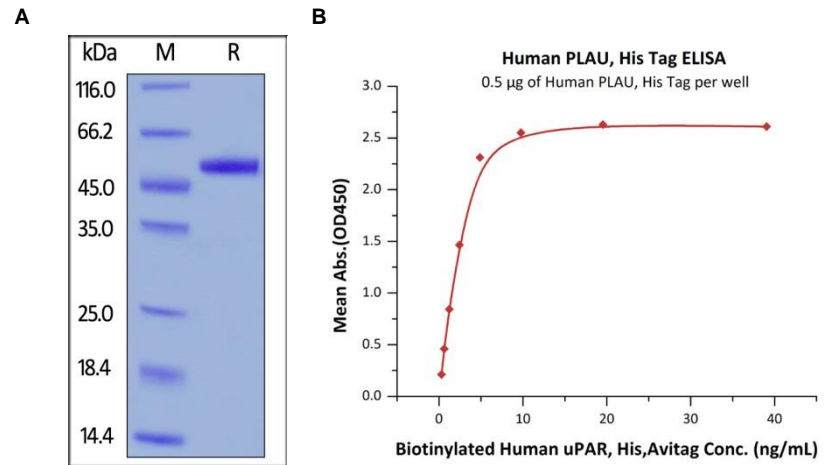 A
kDa M R
116.0
66.2
45.0
35.0
25.0
18.4
14.4
B
Human PLAU, His Tag ELISA
0.5 µg of Human PLAU, His Tag per well
Mean Abs.(OD450)
3.0
2.5
2.0
1.5
1.0
0.5
0.0
0 10 20 30 40
Biotinylated Human uPAR, His,Avitag Conc. (ng/mL)